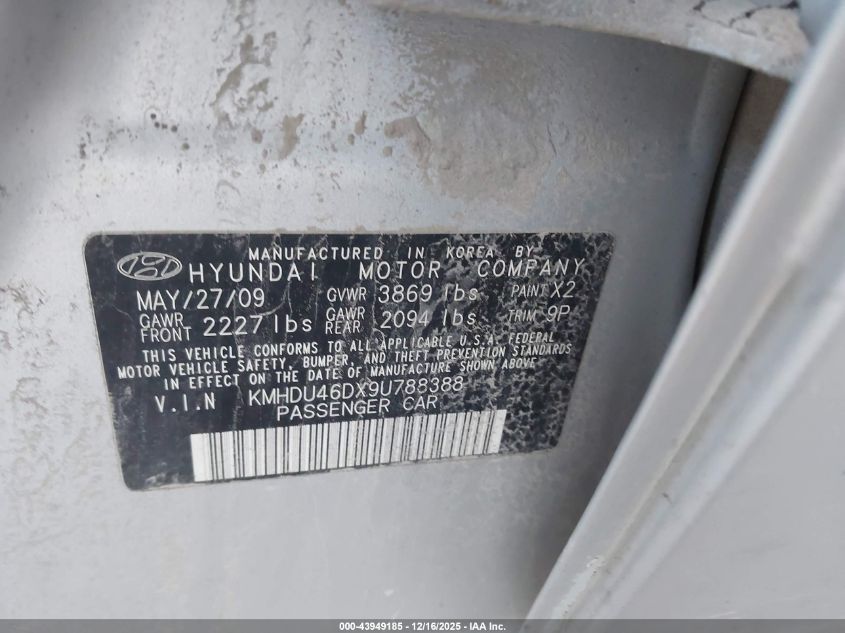 MANUFACTURED IN KOREA BY
HYUNDAI MOTOR COMPANY
MAY/27/09 GVWR 3869 lbs PAINT X2
GAWR FRONT 2227 lbs GAWR REAR 2094 lbs TRIM 9P
THIS VEHICLE CONFORMS TO ALL APPLICABLE U.S.A. FEDERAL
MOTOR VEHICLE SAFETY, BUMPER, AND THEFT PREVENTION STANDARDS
IN EFFECT ON THE DATE OF MANUFACTURE SHOWN ABOVE
V.I.N KMHDU46DX9U788388
PASSENGER CAR
000-43949185 - 12/16/2025 - IAA Inc.